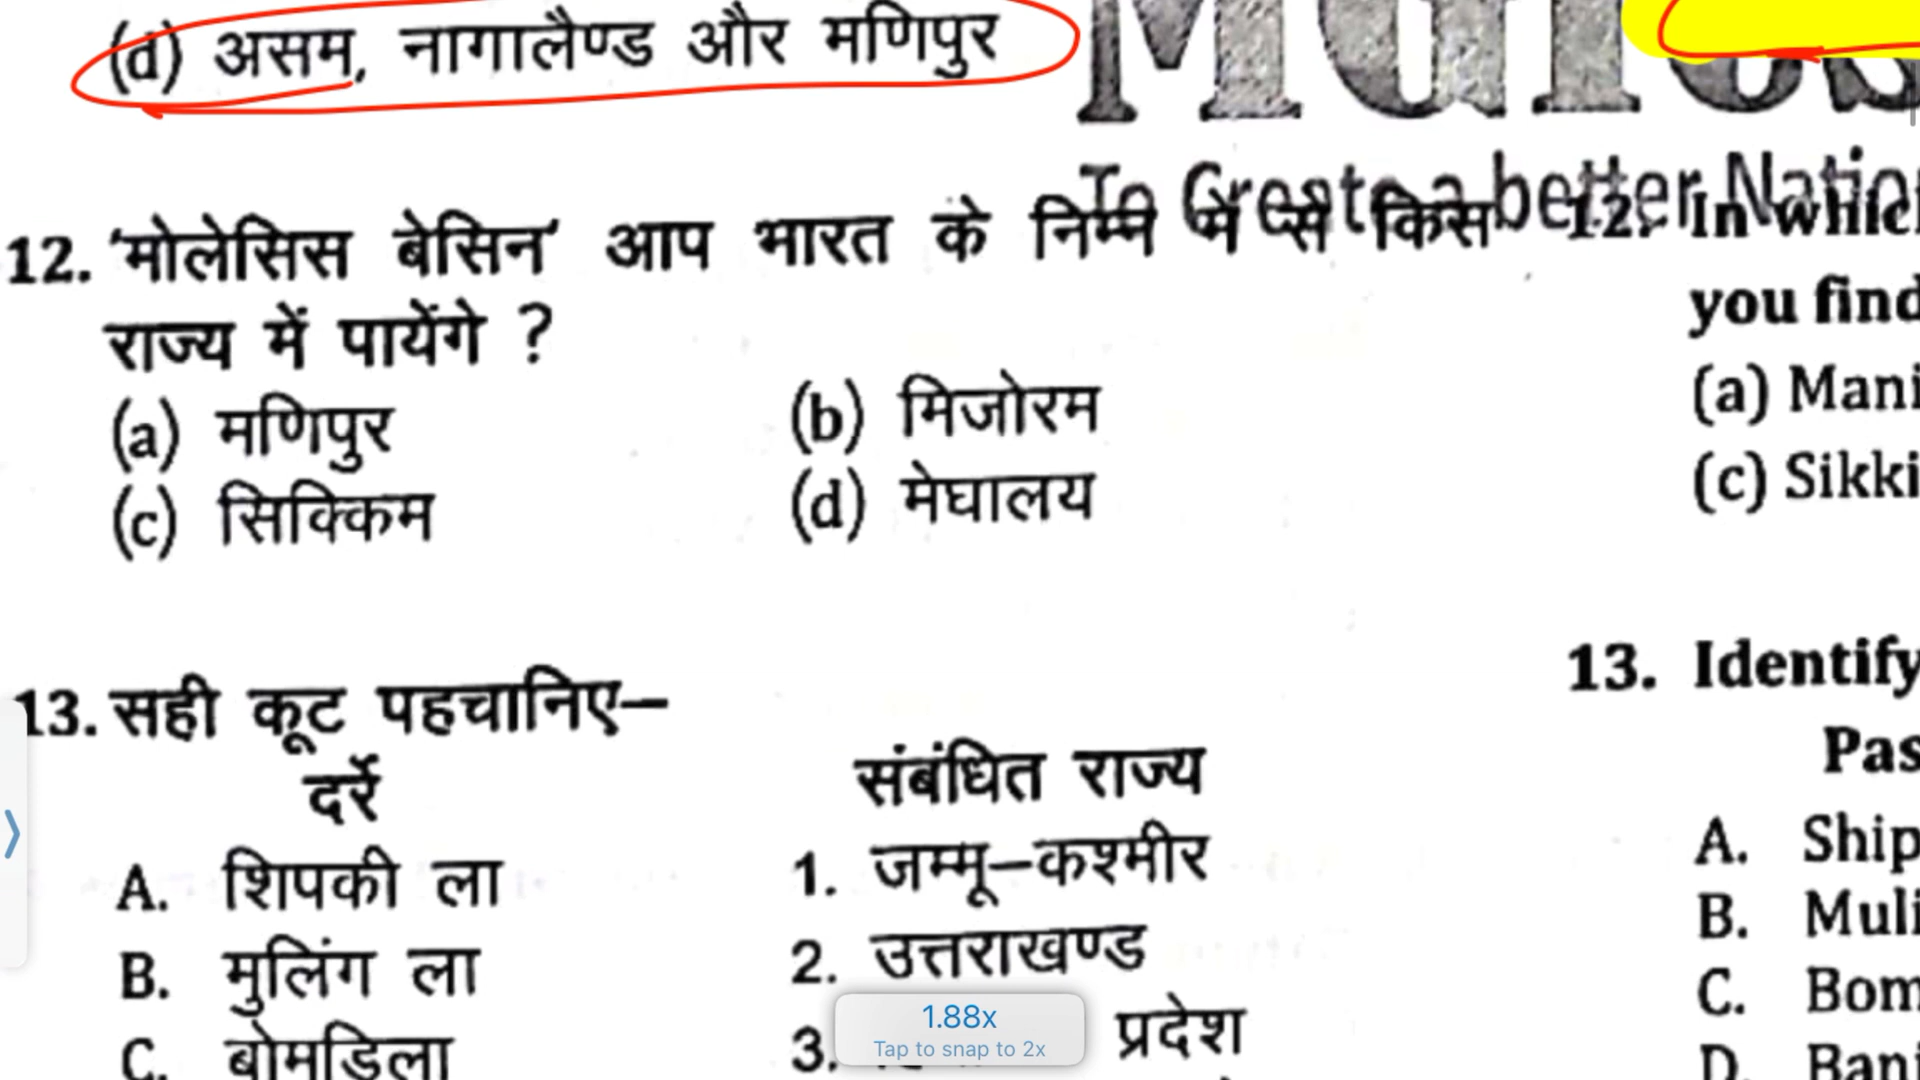 (d) असम, नागालैण्ड और मणिपुर
To Create a better Nation
12. 'मोलेसिस बेसिन' आप भारत के निम्न में से किस
राज्य में पायेंगे ?
(a) मणिपुर (b) मिजोरम
(c) सिक्किम (d) मेघालय
13. सही कूट पहचानिए–
दर्रे संबंधित राज्य
A. शिपकी ला 1. जम्मू–कश्मीर
B. मुलिंग ला 2. उत्तराखण्ड
C. बोमडिला 3. प्रदेश
12. In which
you find
(a) Mani
(c) Sikki
13. Identify
Pas
A. Ship
B. Muli
C. Bom
D. Bani
1.88x
Tap to snap to 2x